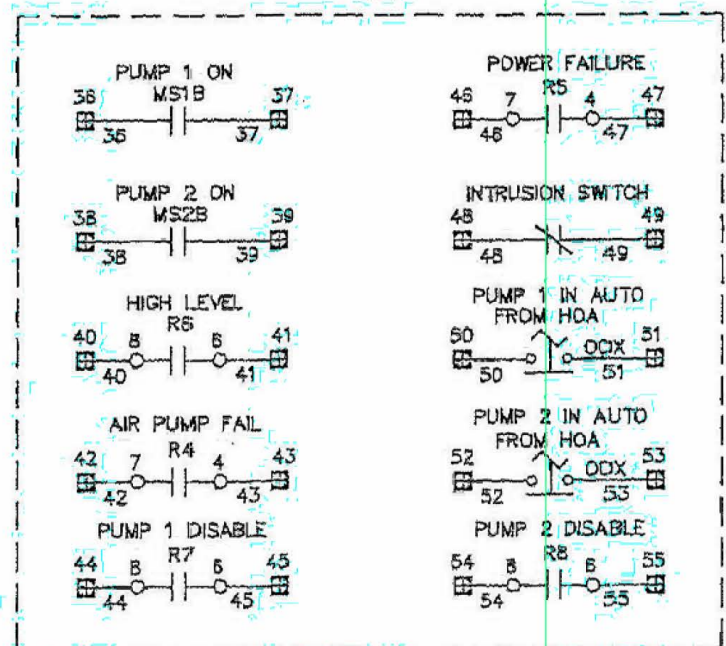 PUMP 1 ON
MS1B
36 37
36 37
PUMP 2 ON
MS2B
38 39
38 39
HIGH LEVEL
R6
40 8 6 41
40 41
AIR PUMP FAIL
R4
42 7 4 43
42 43
PUMP 1 DISABLE
R7
44 8 6 45
44 45
POWER FAILURE
R5
46 7 4 47
46 47
INTRUSION SWITCH
48 49
48 49
PUMP 1 IN AUTO
FROM HOA
50 51
OOX
50 51
PUMP 2 IN AUTO
FROM HOA
52 53
OOX
52 53
PUMP 2 DISABLE
R8
54 8 6 55
54 55